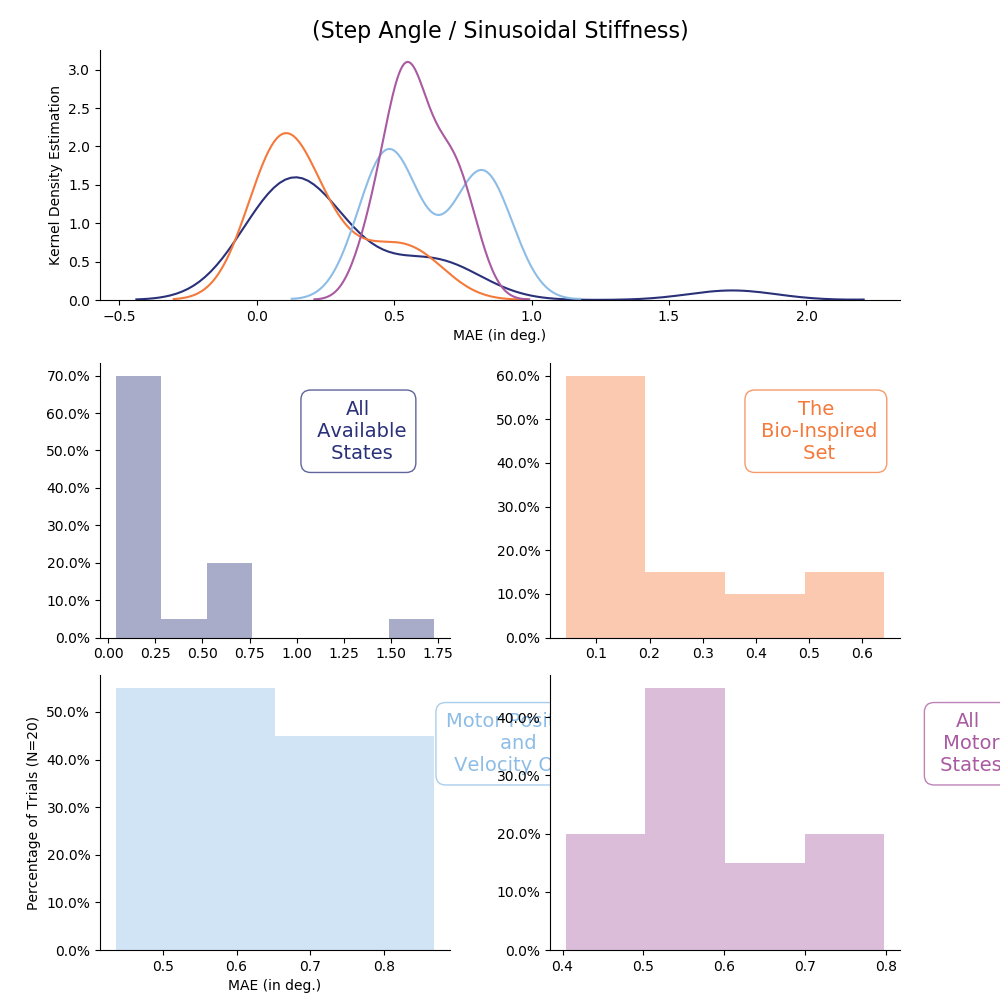 (Step Angle / Sinusoidal Stiffness)
Kernel Density Estimation
3.0
2.5
2.0
1.5
1.0
0.5
0.0
−0.5 0.0 0.5 1.0 1.5 2.0
MAE (in deg.)
70.0%
60.0%
50.0%
40.0%
30.0%
20.0%
10.0%
0.0%
All
Available
States
0.00 0.25 0.50 0.75 1.00 1.25 1.50 1.75
60.0%
50.0%
40.0%
30.0%
20.0%
10.0%
0.0%
The
Bio-Inspired
Set
0.1 0.2 0.3 0.4 0.5 0.6
Percentage of Trials (N=20)
50.0%
40.0%
30.0%
20.0%
10.0%
0.0%
Motor
and
Velocity
0.5 0.6 0.7 0.8
MAE (in deg.)
40.0%
30.0%
20.0%
10.0%
0.0%
All
Motor
States
0.4 0.5 0.6 0.7 0.8